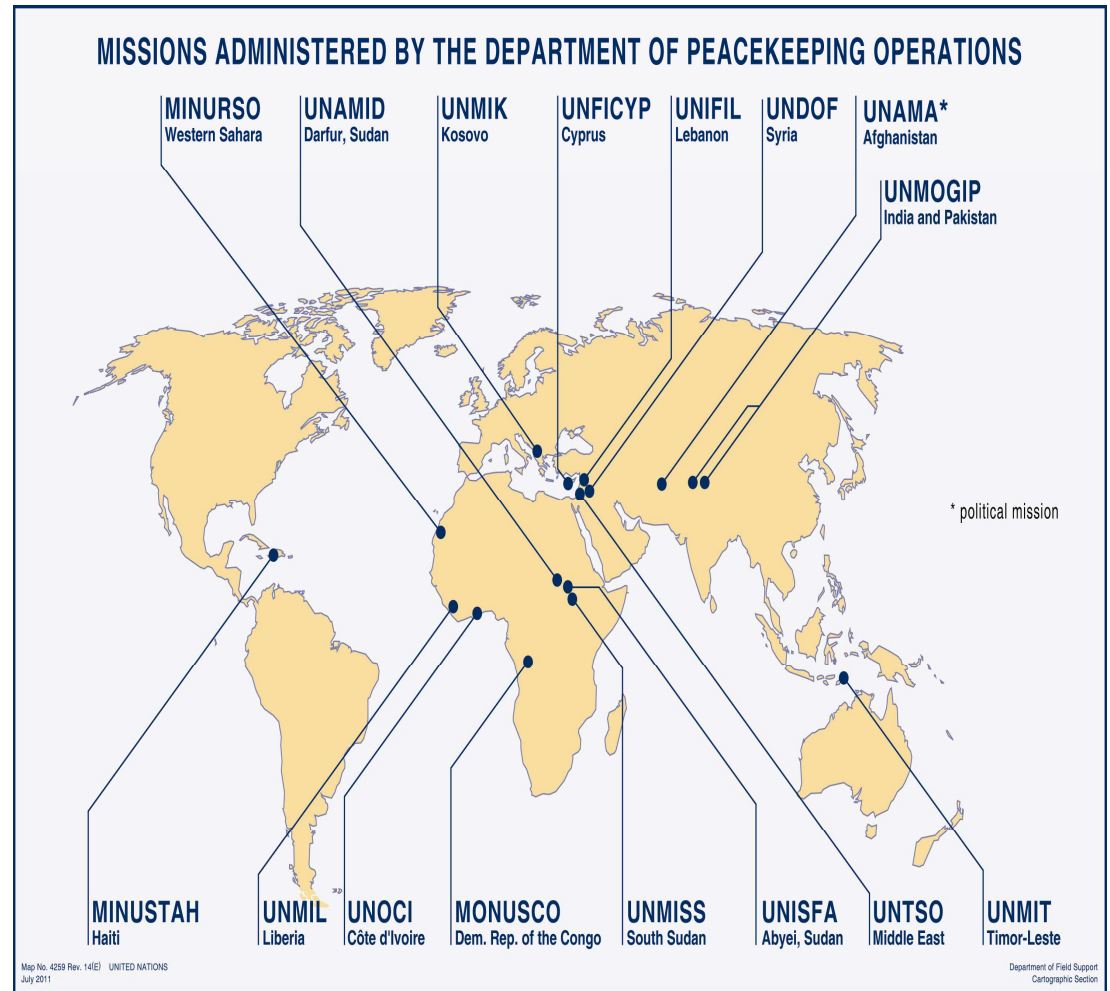 MISSIONS ADMINISTERED BY THE DEPARTMENT OF PEACEKEEPING OPERATIONS
MINURSO
Western Sahara
UNAMID
Darfur, Sudan
UNMIK
Kosovo
UNFICYP
Cyprus
UNIFIL
Lebanon
UNDOF
Syria
UNAMA*
Afghanistan
UNMOGIP
India and Pakistan
* political mission
MINUSTAH
Haiti
UNMIL
Liberia
UNOCI
Côte d'Ivoire
MONUSCO
Dem. Rep. of the Congo
UNMISS
South Sudan
UNISFA
Abyei, Sudan
UNTSO
Middle East
UNMIT
Timor-Leste
Map No. 4259 Rev. 14(E) UNITED NATIONS
July 2011
Department of Field Support
Cartographic Section